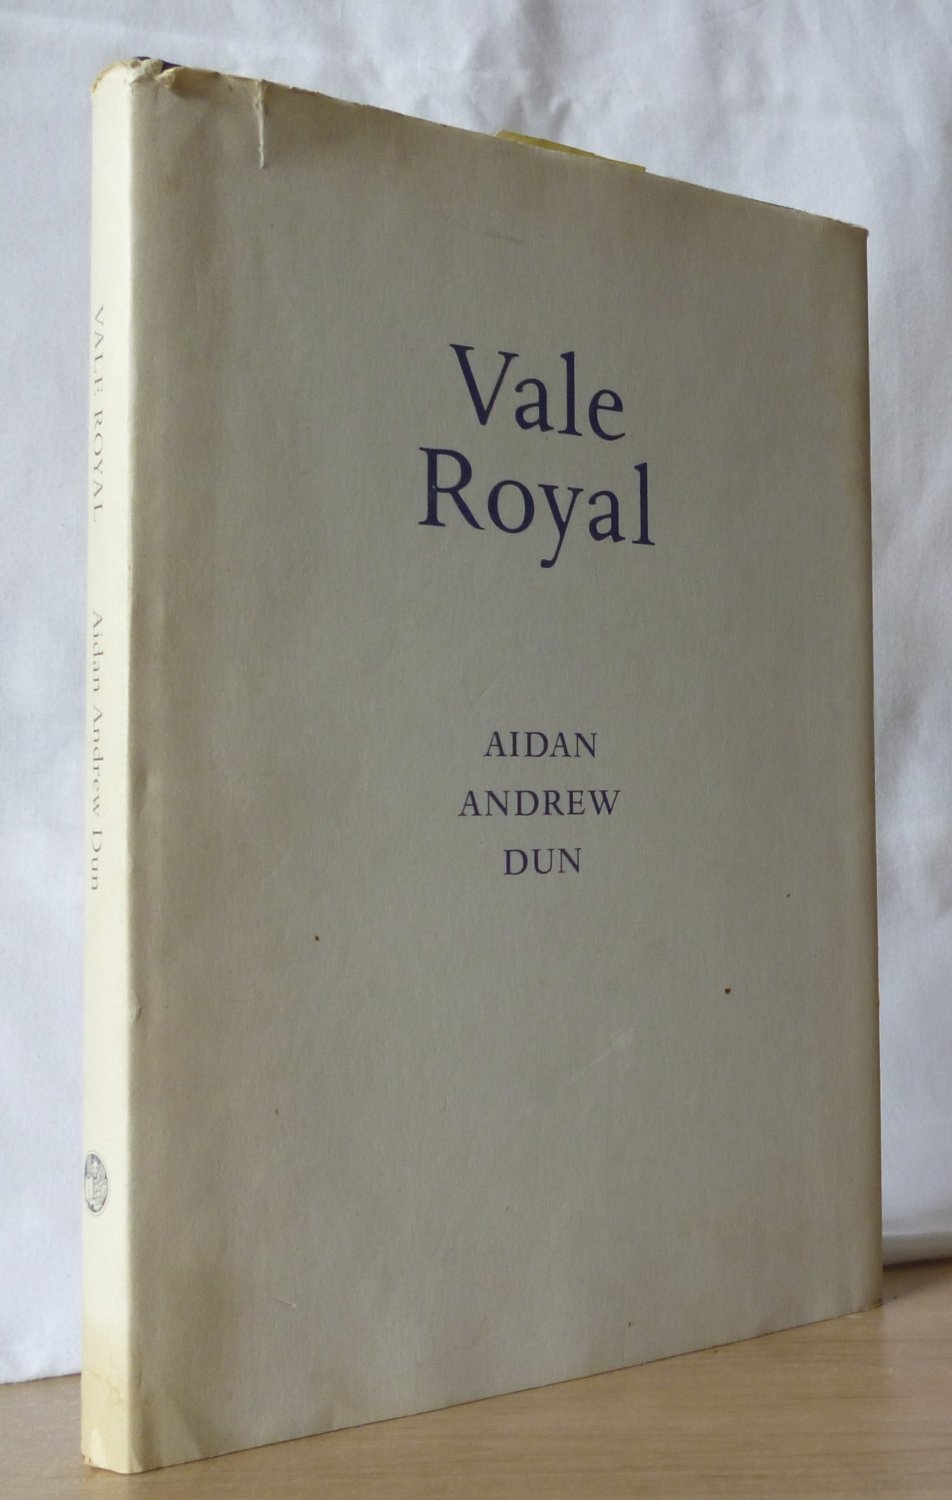 Vale
Royal
AIDAN
ANDREW
DUN
VALE ROYAL Aidan Andrew Dun